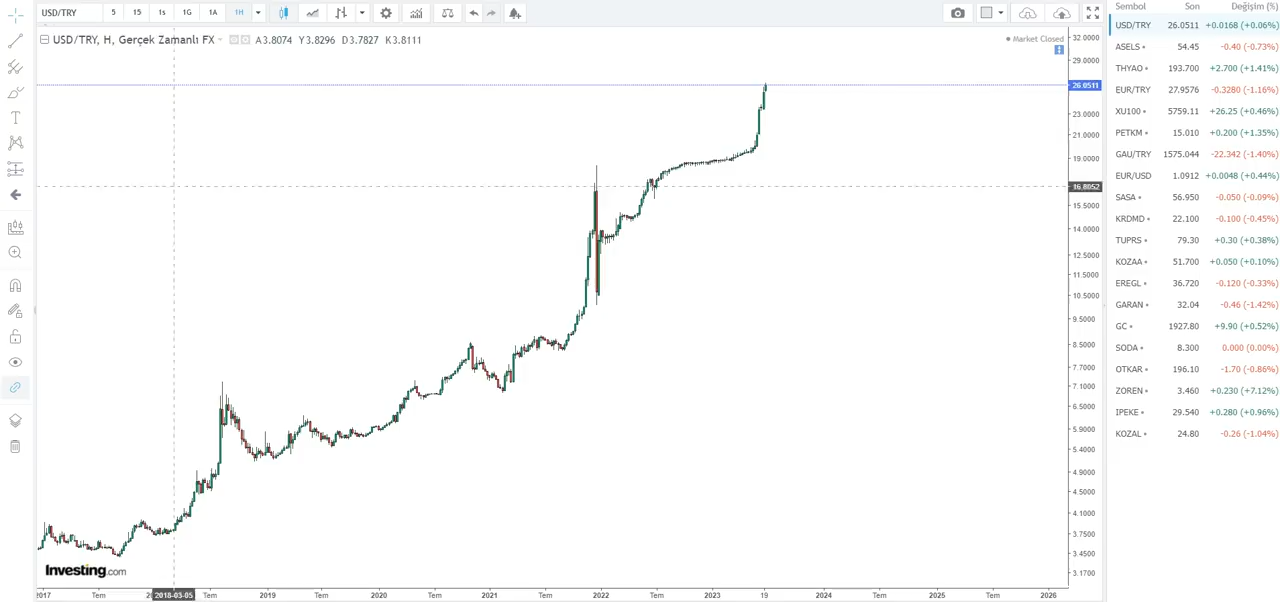 USD/TRY 5 15 1s 1G 1A 1H
USD/TRY, H, Gerçek Zamanlı FX A3.8074 Y3.8296 D3.7827 K3.8111
Market Closed
32.0000
29.0000
26.0511
23.0000
21.0000
19.0000
16.8052
15.5000
14.0000
12.5000
11.5000
10.5000
9.5000
8.5000
7.7000
7.1000
6.5000
5.9000
5.4000
4.9000
4.5000
4.1000
3.7500
3.4500
3.1700
Investing.com
2017 Tem 2018-03-05 Tem 2019 Tem 2020 Tem 2021 Tem 2022 Tem 2023 19 2024 Tem 2025 Tem 2026
Sembol Son Değişim (%)
USD/TRY 26.0511 +0.0168 (+0.06%)
ASELS 54.45 -0.40 (-0.73%)
THYAO 193.700 +2.700 (+1.41%)
EUR/TRY 27.9576 -0.3280 (-1.16%)
XU100 5759.11 +26.25 (+0.46%)
PETKM 15.010 +0.200 (+1.35%)
GAU/TRY 1575.044 -22.342 (-1.40%)
EUR/USD 1.0912 +0.0048 (+0.44%)
SASA 56.950 -0.050 (-0.09%)
KRDMD 22.100 -0.100 (-0.45%)
TUPRS 79.30 +0.30 (+0.38%)
KOZAA 51.700 +0.050 (+0.10%)
EREGL 36.720 -0.120 (-0.33%)
GARAN 32.04 -0.46 (-1.42%)
GC 1927.80 +9.90 (+0.52%)
SODA 8.300 0.000 (0.00%)
OTKAR 196.10 -1.70 (-0.86%)
ZOREN 3.460 +0.230 (+7.12%)
IPEKE 29.540 +0.280 (+0.96%)
KOZAL 24.80 -0.26 (-1.04%)